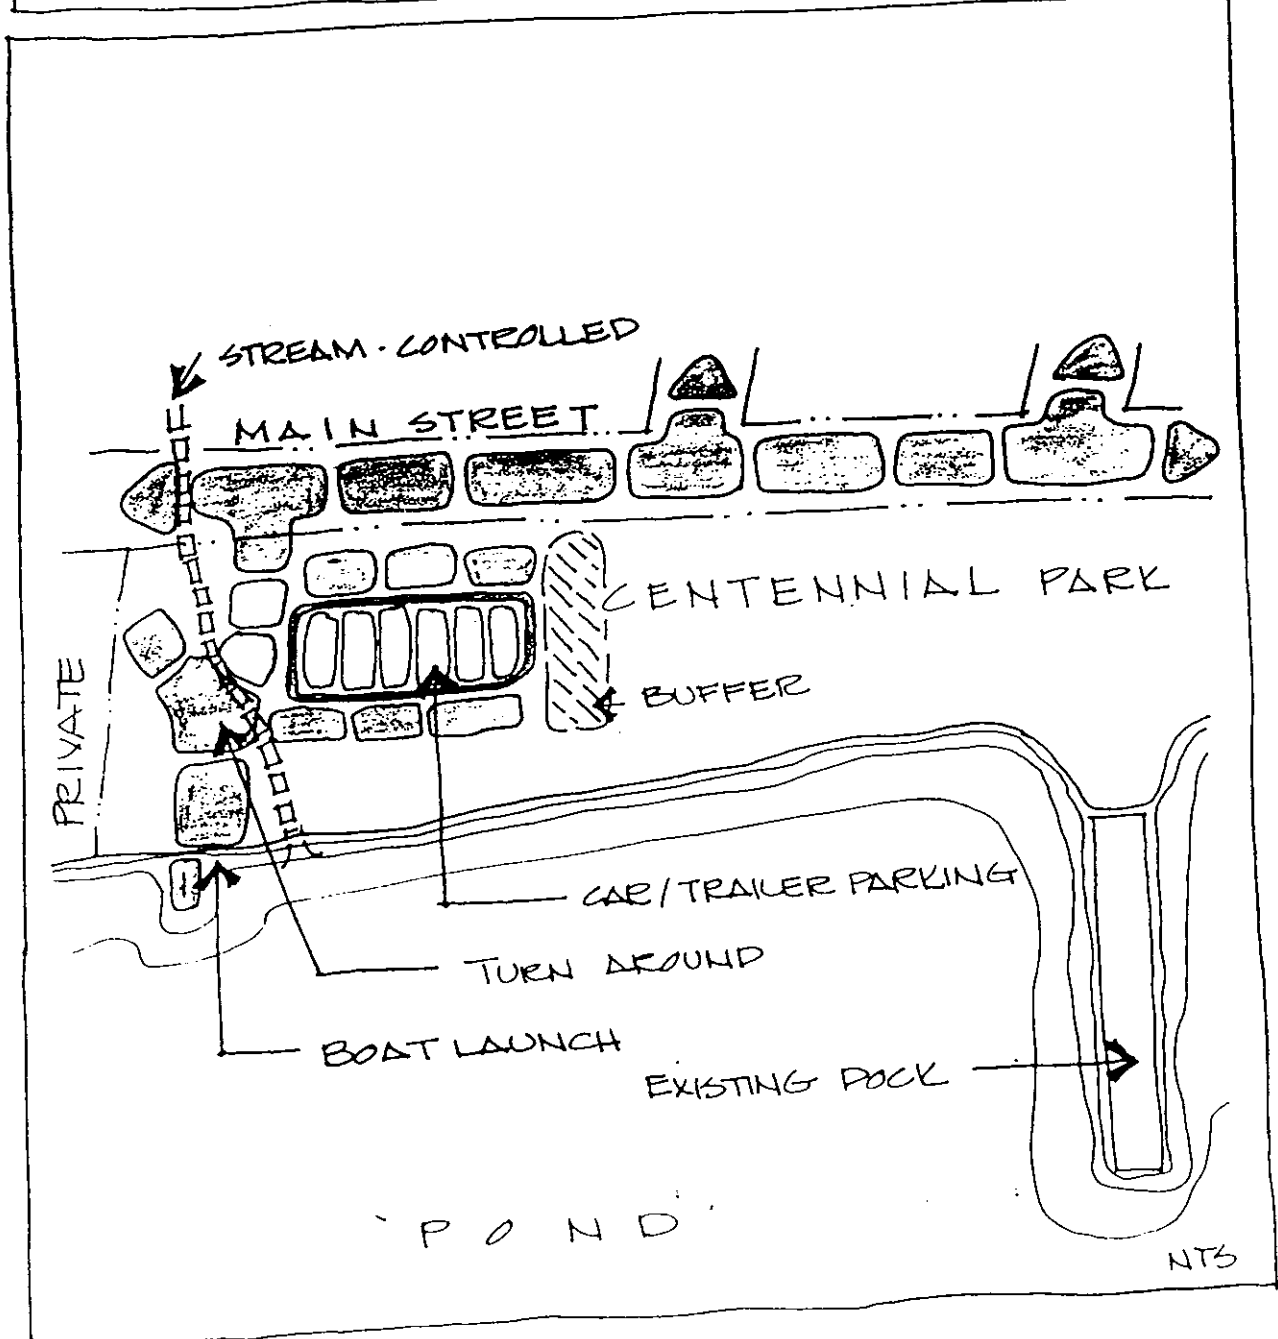 STREAM · CONTROLLED
MAIN STREET
CENTENNIAL PARK
PRIVATE
BUFFER
CAR/TRAILER PARKING
TURN AROUND
BOAT LAUNCH
EXISTING DOCK
'POND'
NTS